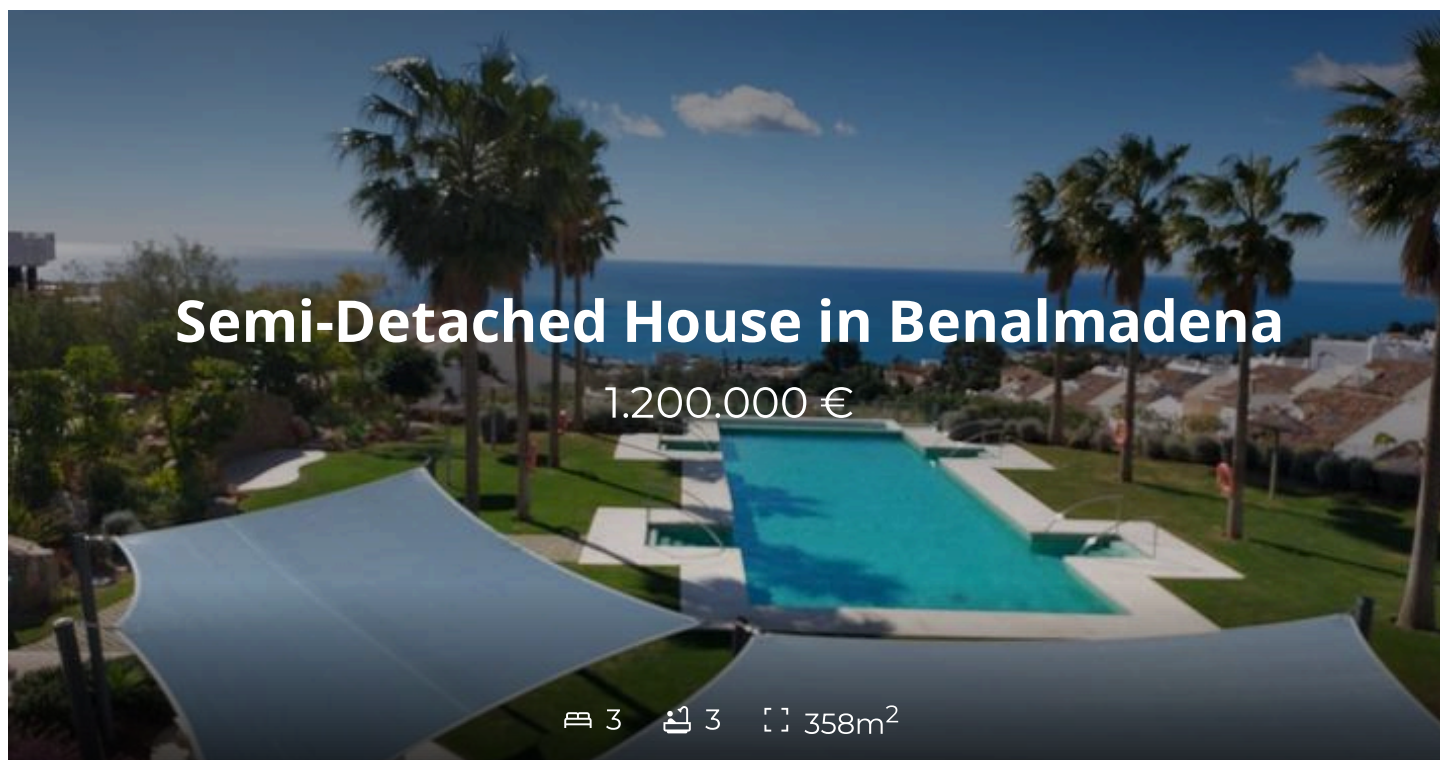 Semi-Detached House in Benalmadena
1.200.000 €
3 3 358m²